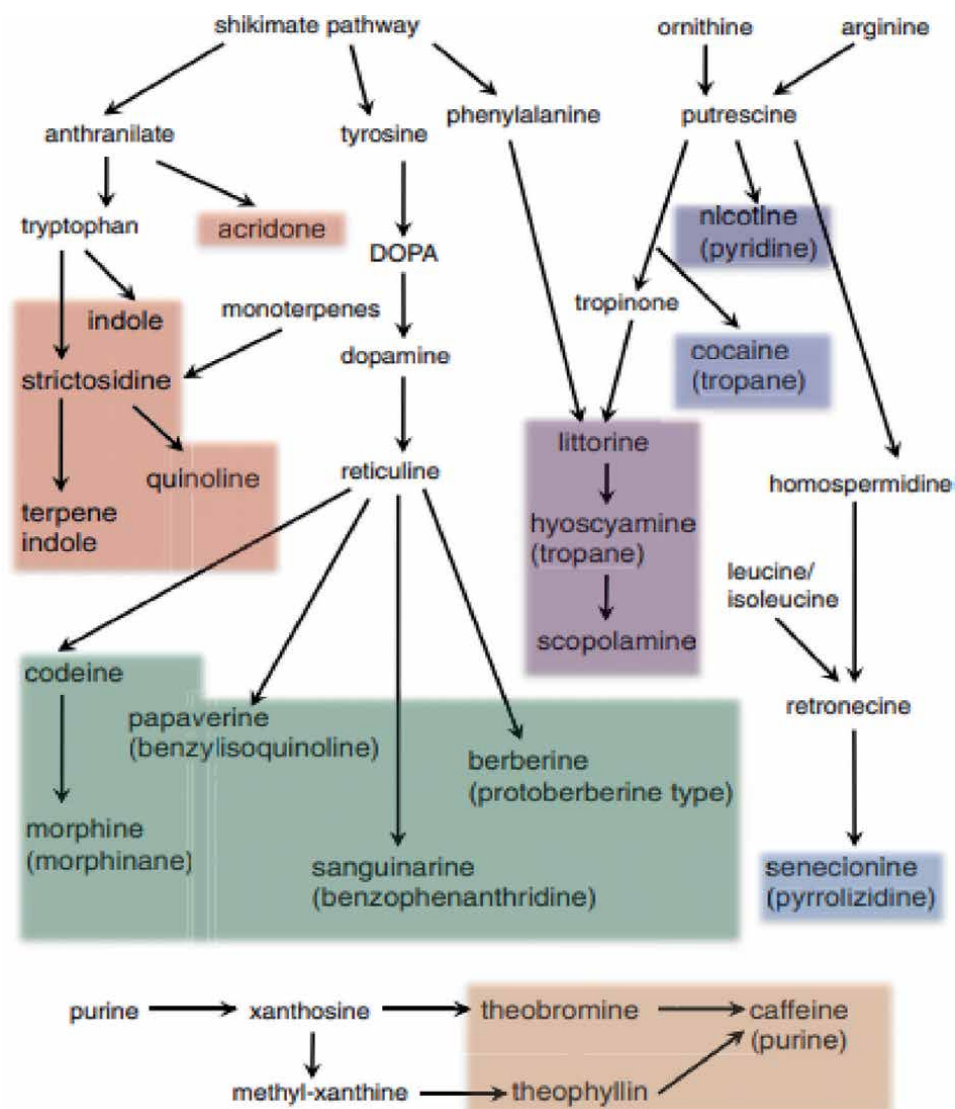 shikimate pathway
ornithine
arginine
anthranilate
tyrosine
phenylalanine
putrescine
tryptophan
acridone
DOPA
nicotine
(pyridine)
indole
monoterpenes
tropinone
strictosidine
dopamine
cocaine
(tropane)
quinoline
reticuline
littorine
homospermidine
terpene
indole
hyoscyamine
(tropane)
leucine/
isoleucine
scopolamine
codeine
retronecine
papaverine
(benzylisoquinoline)
berberine
(protoberberine type)
morphine
(morphinane)
sanguinarine
(benzophenanthridine)
senecionine
(pyrrolizidine)
purine
xanthosine
theobromine
caffeine
(purine)
methyl-xanthine
theophyllin